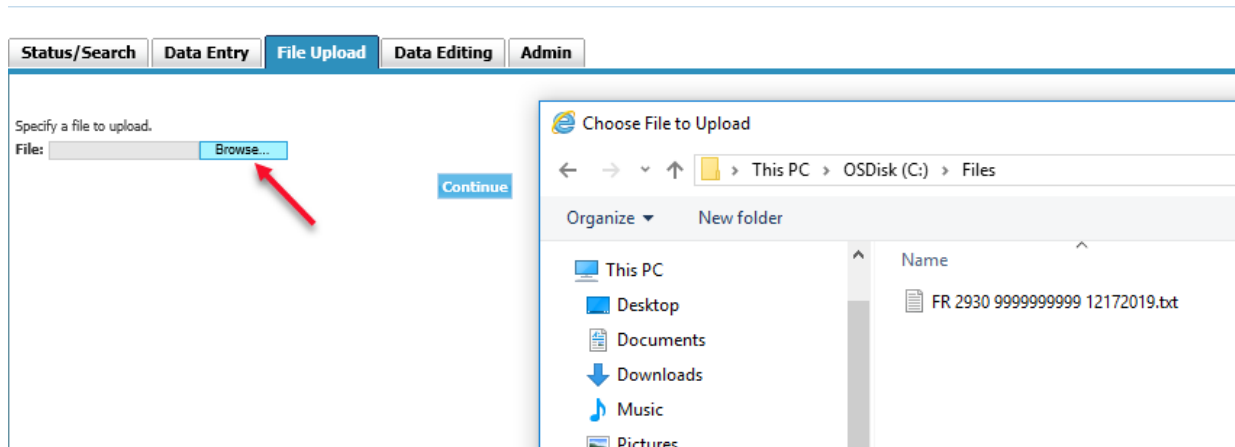 Status/Search Data Entry File Upload Data Editing Admin
Specify a file to upload.
File: Browse...
Continue
Choose File to Upload
This PC > OSDisk (C:) > Files
Organize New folder
Name
This PC
Desktop
Documents
Downloads
Music
Pictures
FR 2930 9999999999 12172019.txt